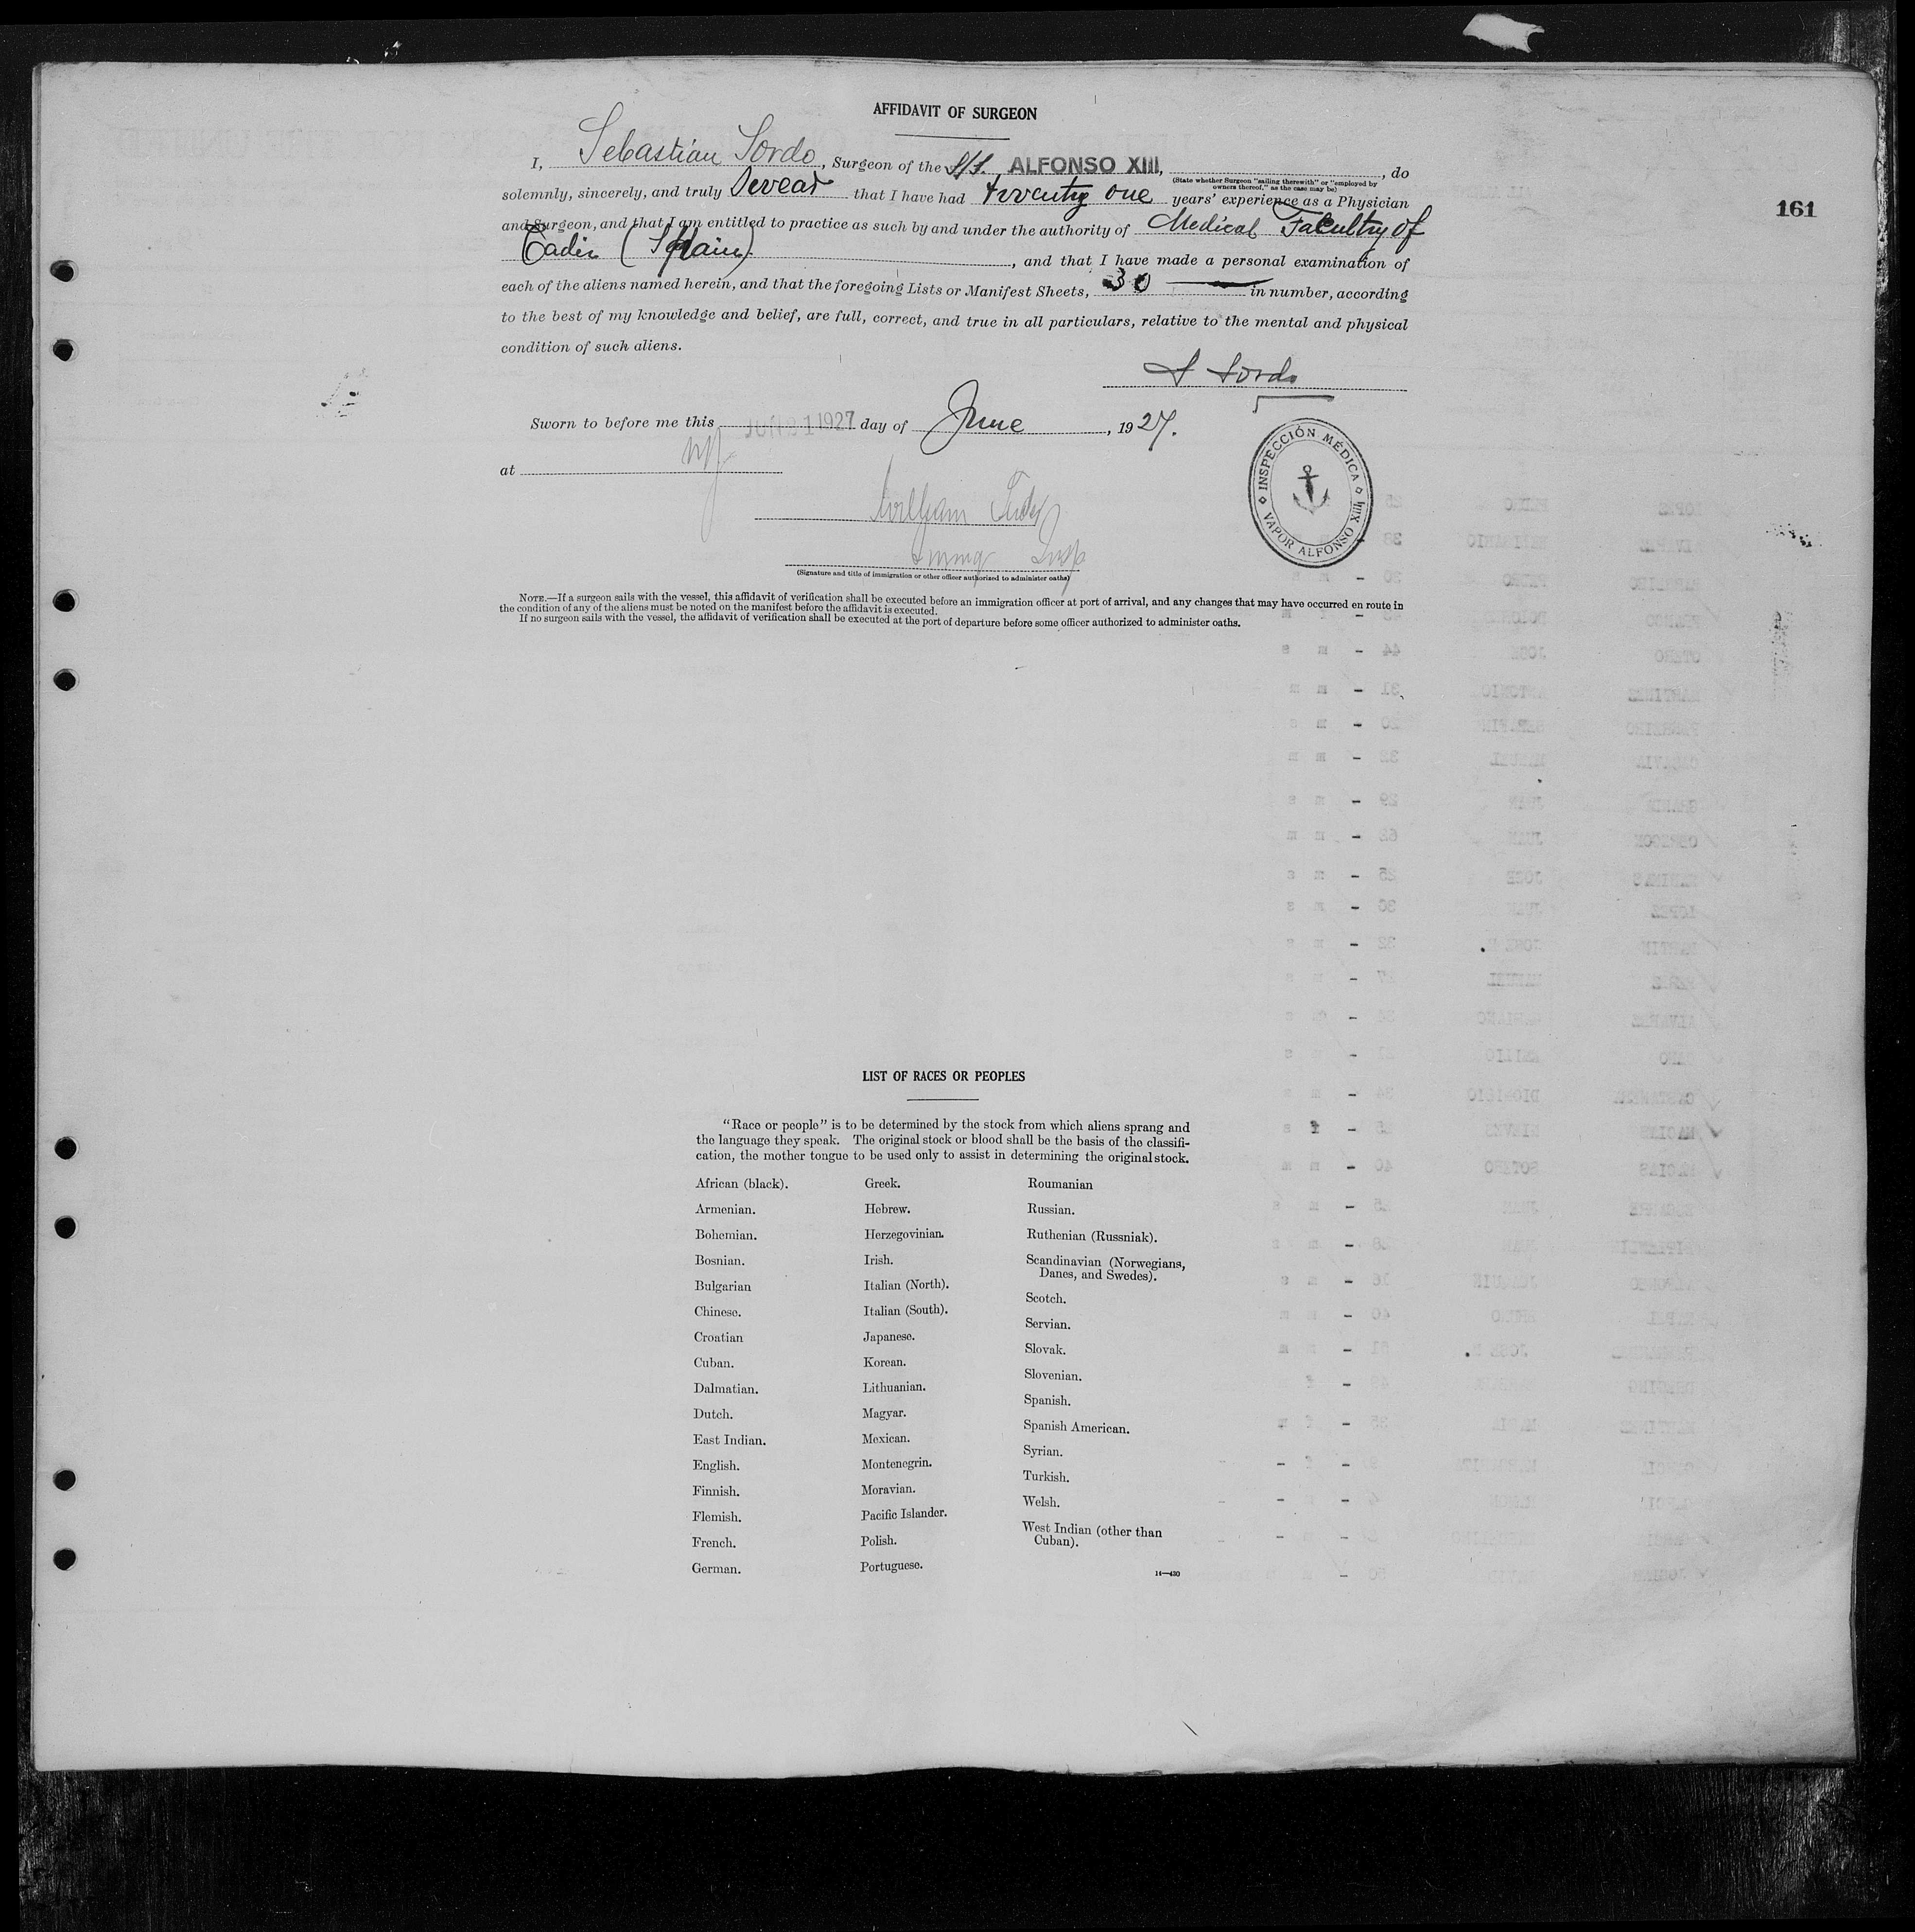 AFFIDAVIT OF SURGEON
I, Sebastian Sordo, Surgeon of the S/S. ALFONSO XIII, , do
(State whether Surgeon "sailing therewith" or "employed by
owners thereof," as the case may be)
solemnly, sincerely, and truly swear that I have had twenty one years' experience as a Physician
161
and Surgeon, and that I am entitled to practice as such by and under the authority of Medical Facultry of
Cadiz (Spain) , and that I have made a personal examination of
each of the aliens named herein, and that the foregoing Lists or Manifest Sheets, 30 in number, according
to the best of my knowledge and belief, are full, correct, and true in all particulars, relative to the mental and physical
condition of such aliens.
S Sordo
Sworn to before me this JUN 21 1927 day of June , 1927.
at NY
INSPECCIÓN MÉDICA
VAPOR ALFONSO XIII
William
Immig Insp
(Signature and title of immigration or other officer authorized to administer oaths)
NOTE.—If a surgeon sails with the vessel, this affidavit of verification shall be executed before an immigration officer at port of arrival, and any changes that may have occurred en route in
the condition of any of the aliens must be noted on the manifest before the affidavit is executed.
If no surgeon sails with the vessel, the affidavit of verification shall be executed at the port of departure before some officer authorized to administer oaths.
LIST OF RACES OR PEOPLES
"Race or people" is to be determined by the stock from which aliens sprang and
the language they speak. The original stock or blood shall be the basis of the classifi-
cation, the mother tongue to be used only to assist in determining the original stock.
African (black).
Armenian.
Bohemian.
Bosnian.
Bulgarian
Chinese.
Croatian
Cuban.
Dalmatian.
Dutch.
East Indian.
English.
Finnish.
Flemish.
French.
German.
Greek.
Hebrew.
Herzegovinian.
Irish.
Italian (North).
Italian (South).
Japanese.
Korean.
Lithuanian.
Magyar.
Mexican.
Montenegrin.
Moravian.
Pacific Islander.
Polish.
Portuguese.
Roumanian
Russian.
Ruthenian (Russniak).
Scandinavian (Norwegians,
Danes, and Swedes).
Scotch.
Servian.
Slovak.
Slovenian.
Spanish.
Spanish American.
Syrian.
Turkish.
Welsh.
West Indian (other than
Cuban).
14—430